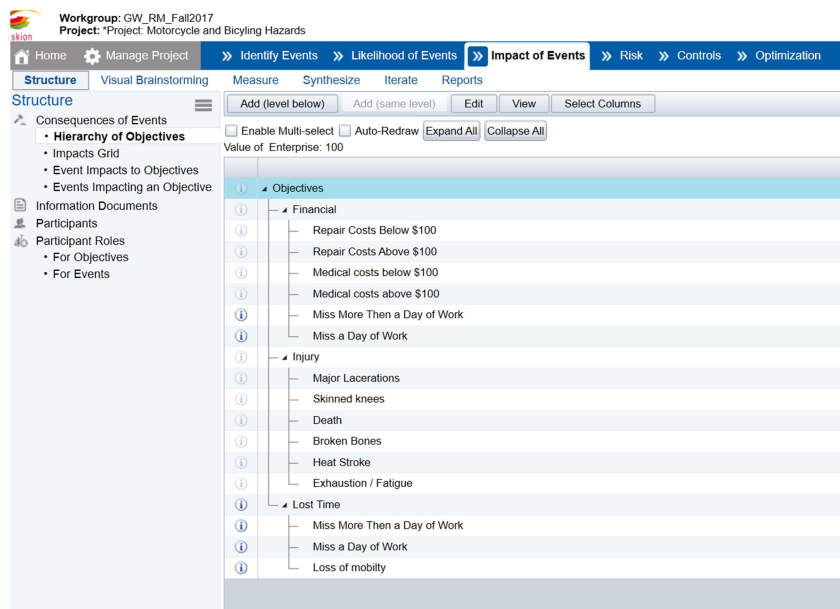 skion
Workgroup: GW_RM_Fall2017
Project: *Project: Motorcycle and Bicyling Hazards
Home Manage Project Identify Events Likelihood of Events Impact of Events Risk Controls Optimization
Structure Visual Brainstorming Measure Synthesize Iterate Reports
Structure
Consequences of Events
• Hierarchy of Objectives
• Impacts Grid
• Event Impacts to Objectives
• Events Impacting an Objective
Information Documents
Participants
Participant Roles
• For Objectives
• For Events
Add (level below) Add (same level) Edit View Select Columns
Enable Multi-select Auto-Redraw Expand All Collapse All
Value of Enterprise: 100
Objectives
Financial
Repair Costs Below $100
Repair Costs Above $100
Medical costs below $100
Medical costs above $100
Miss More Then a Day of Work
Miss a Day of Work
Injury
Major Lacerations
Skinned knees
Death
Broken Bones
Heat Stroke
Exhaustion / Fatigue
Lost Time
Miss More Then a Day of Work
Miss a Day of Work
Loss of mobilty